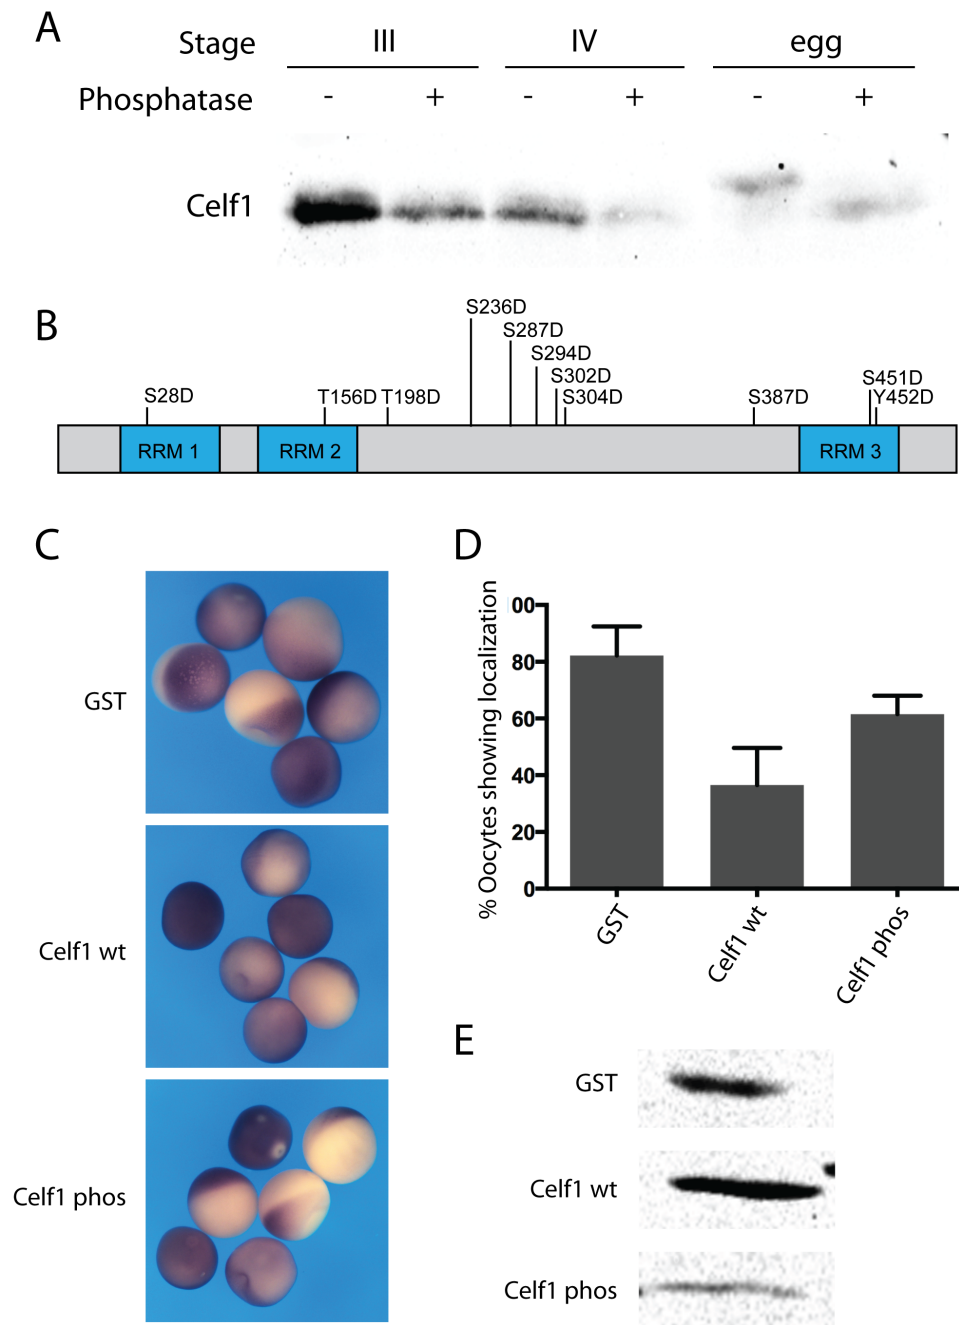 A
Stage III IV egg
Phosphatase - + - + - +
Celf1
B
S236D
S287D
S294D
S302D
S451D
S28D T156D T198D S304D S387D Y452D
RRM 1 RRM 2 RRM 3
C
GST
Celf1 wt
Celf1 phos
D
% Oocytes showing localization
00
80
60
40
20
0
GST Celf1 wt Celf1 phos
E
GST
Celf1 wt
Celf1 phos